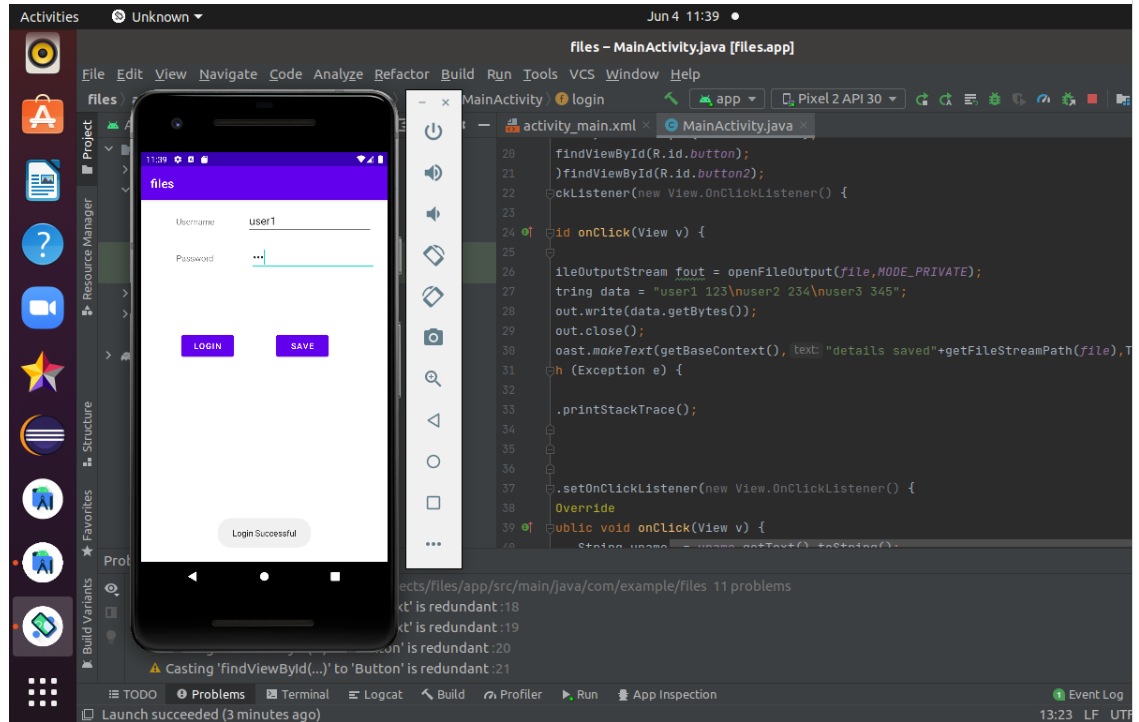 Activities Unknown Jun 4 11:39
files – MainActivity.java [files.app]
File Edit View Navigate Code Analyze Refactor Build Run Tools VCS Window Help
files MainActivity login app Pixel 2 API 30
activity_main.xml MainActivity.java
Project
Resource Manager
Structure
Favorites
Build Variants
11:39
files
Username user1
Password •••
LOGIN SAVE
Login Successful
20 findViewById(R.id.button);
21 )findViewById(R.id.button2);
22 ckListener(new View.OnClickListener() {
23
24 id onClick(View v) {
25
26 ileOutputStream fout = openFileOutput(file,MODE_PRIVATE);
27 tring data = "user1 123\nuser2 234\nuser3 345";
28 out.write(data.getBytes());
29 out.close();
30 oast.makeText(getBaseContext(), text: "details saved"+getFileStreamPath(file),T
31 h (Exception e) {
32
33 .printStackTrace();
34
35
36
37 .setOnClickListener(new View.OnClickListener() {
38 Override
39 ublic void onClick(View v) {
String uname = uname.getText().toString();
Prob
ects/files/app/src/main/java/com/example/files 11 problems
xt' is redundant :18
xt' is redundant :19
on' is redundant :20
Casting 'findViewById(...)' to 'Button' is redundant :21
TODO Problems Terminal Logcat Build Profiler Run App Inspection 1 Event Log
Launch succeeded (3 minutes ago) 13:23 LF UTF